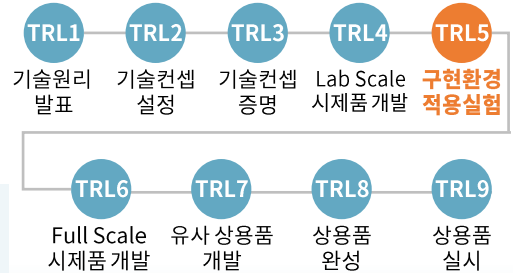 TRL1 TRL2 TRL3 TRL4 TRL5
기술원리 기술컨셉 기술컨셉 Lab Scale 구현환경
발표 설정 증명 시제품 개발 적용실험
TRL6 TRL7 TRL8 TRL9
Full Scale 유사 상용품 상용품 상용품
시제품 개발 개발 완성 실시